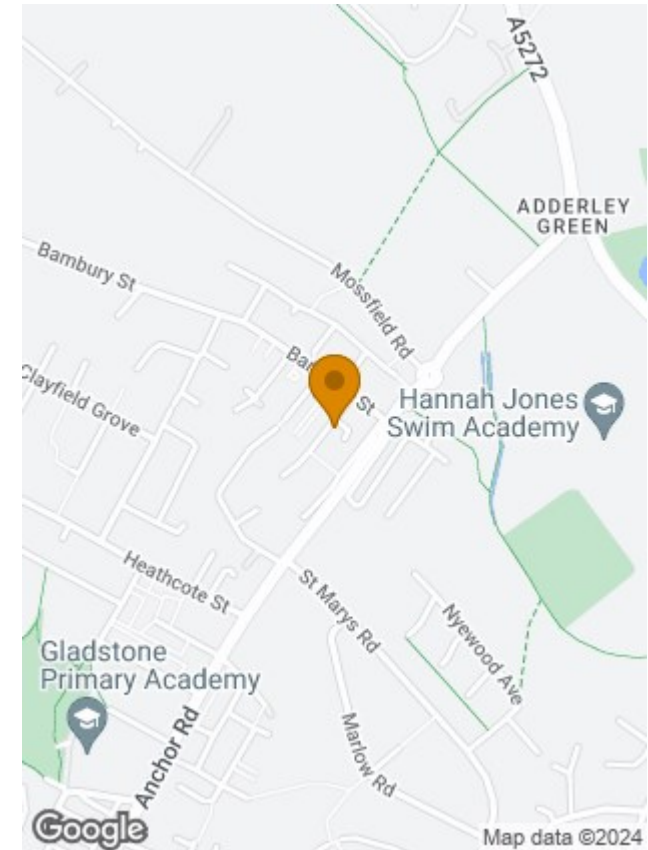 A5272
ADDERLEY
GREEN
Bambury St
Mossfield Rd
St
Clayfield Grove
Hannah Jones
Swim Academy
Heathcote St
St Marys Rd
Nyewood Ave
Gladstone
Primary Academy
Anchor Rd
Marlow Rd
Google
Map data ©2024